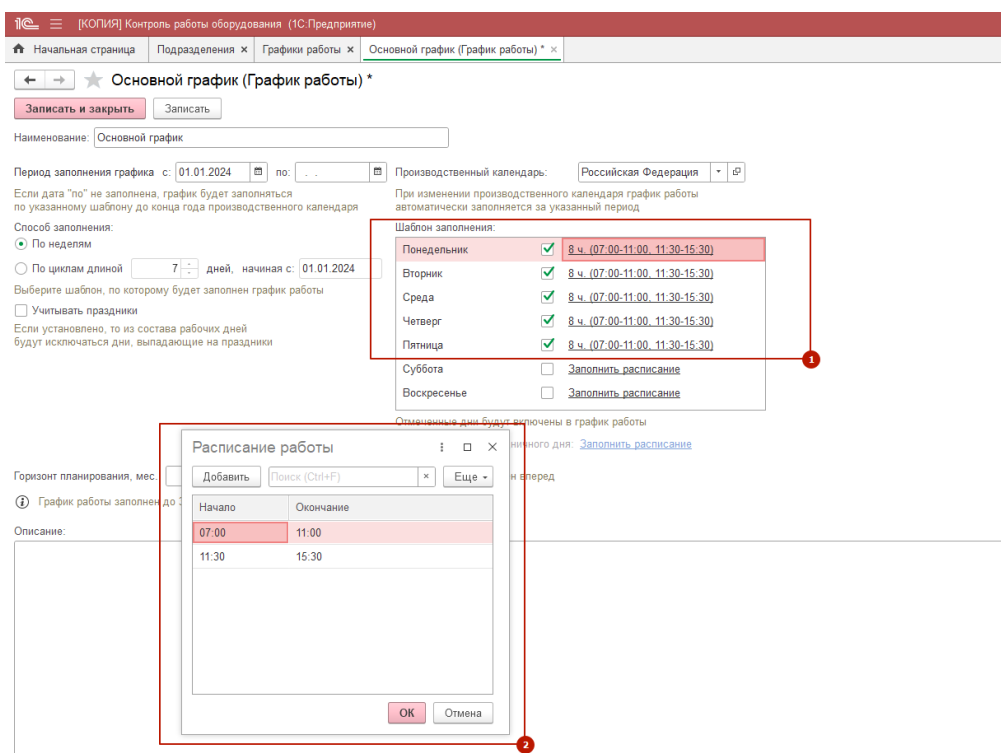 1С [КОПИЯ] Контроль работы оборудования (1С:Предприятие)
Начальная страница Подразделения × Графики работы × Основной график (График работы) * ×
Основной график (График работы) *
Записать и закрыть Записать
Наименование: Основной график
Период заполнения графика с: 01.01.2024 по: . . Производственный календарь: Российская Федерация
Если дата "по" не заполнена, график будет заполняться
по указанному шаблону до конца года производственного календаря
При изменении производственного календаря график работы
автоматически заполняется за указанный период
Способ заполнения:
По неделям
По циклам длиной 7 дней, начиная с: 01.01.2024
Выберите шаблон, по которому будет заполнен график работы
Учитывать праздники
Если установлено, то из состава рабочих дней
будут исключаться дни, выпадающие на праздники
Шаблон заполнения:
Понедельник 8 ч. (07:00-11:00, 11:30-15:30)
Вторник 8 ч. (07:00-11:00, 11:30-15:30)
Среда 8 ч. (07:00-11:00, 11:30-15:30)
Четверг 8 ч. (07:00-11:00, 11:30-15:30)
Пятница 8 ч. (07:00-11:00, 11:30-15:30)
1
Суббота Заполнить расписание
Воскресенье Заполнить расписание
Отмеченные дни будут включены в график работы
дня: Заполнить расписание
Горизонт планирования, мес. вперед
График работы заполнен до
Описание:
Расписание работы
Добавить Поиск (Ctrl+F) × Еще
Начало Окончание
07:00 11:00
11:30 15:30
ОК Отмена
2